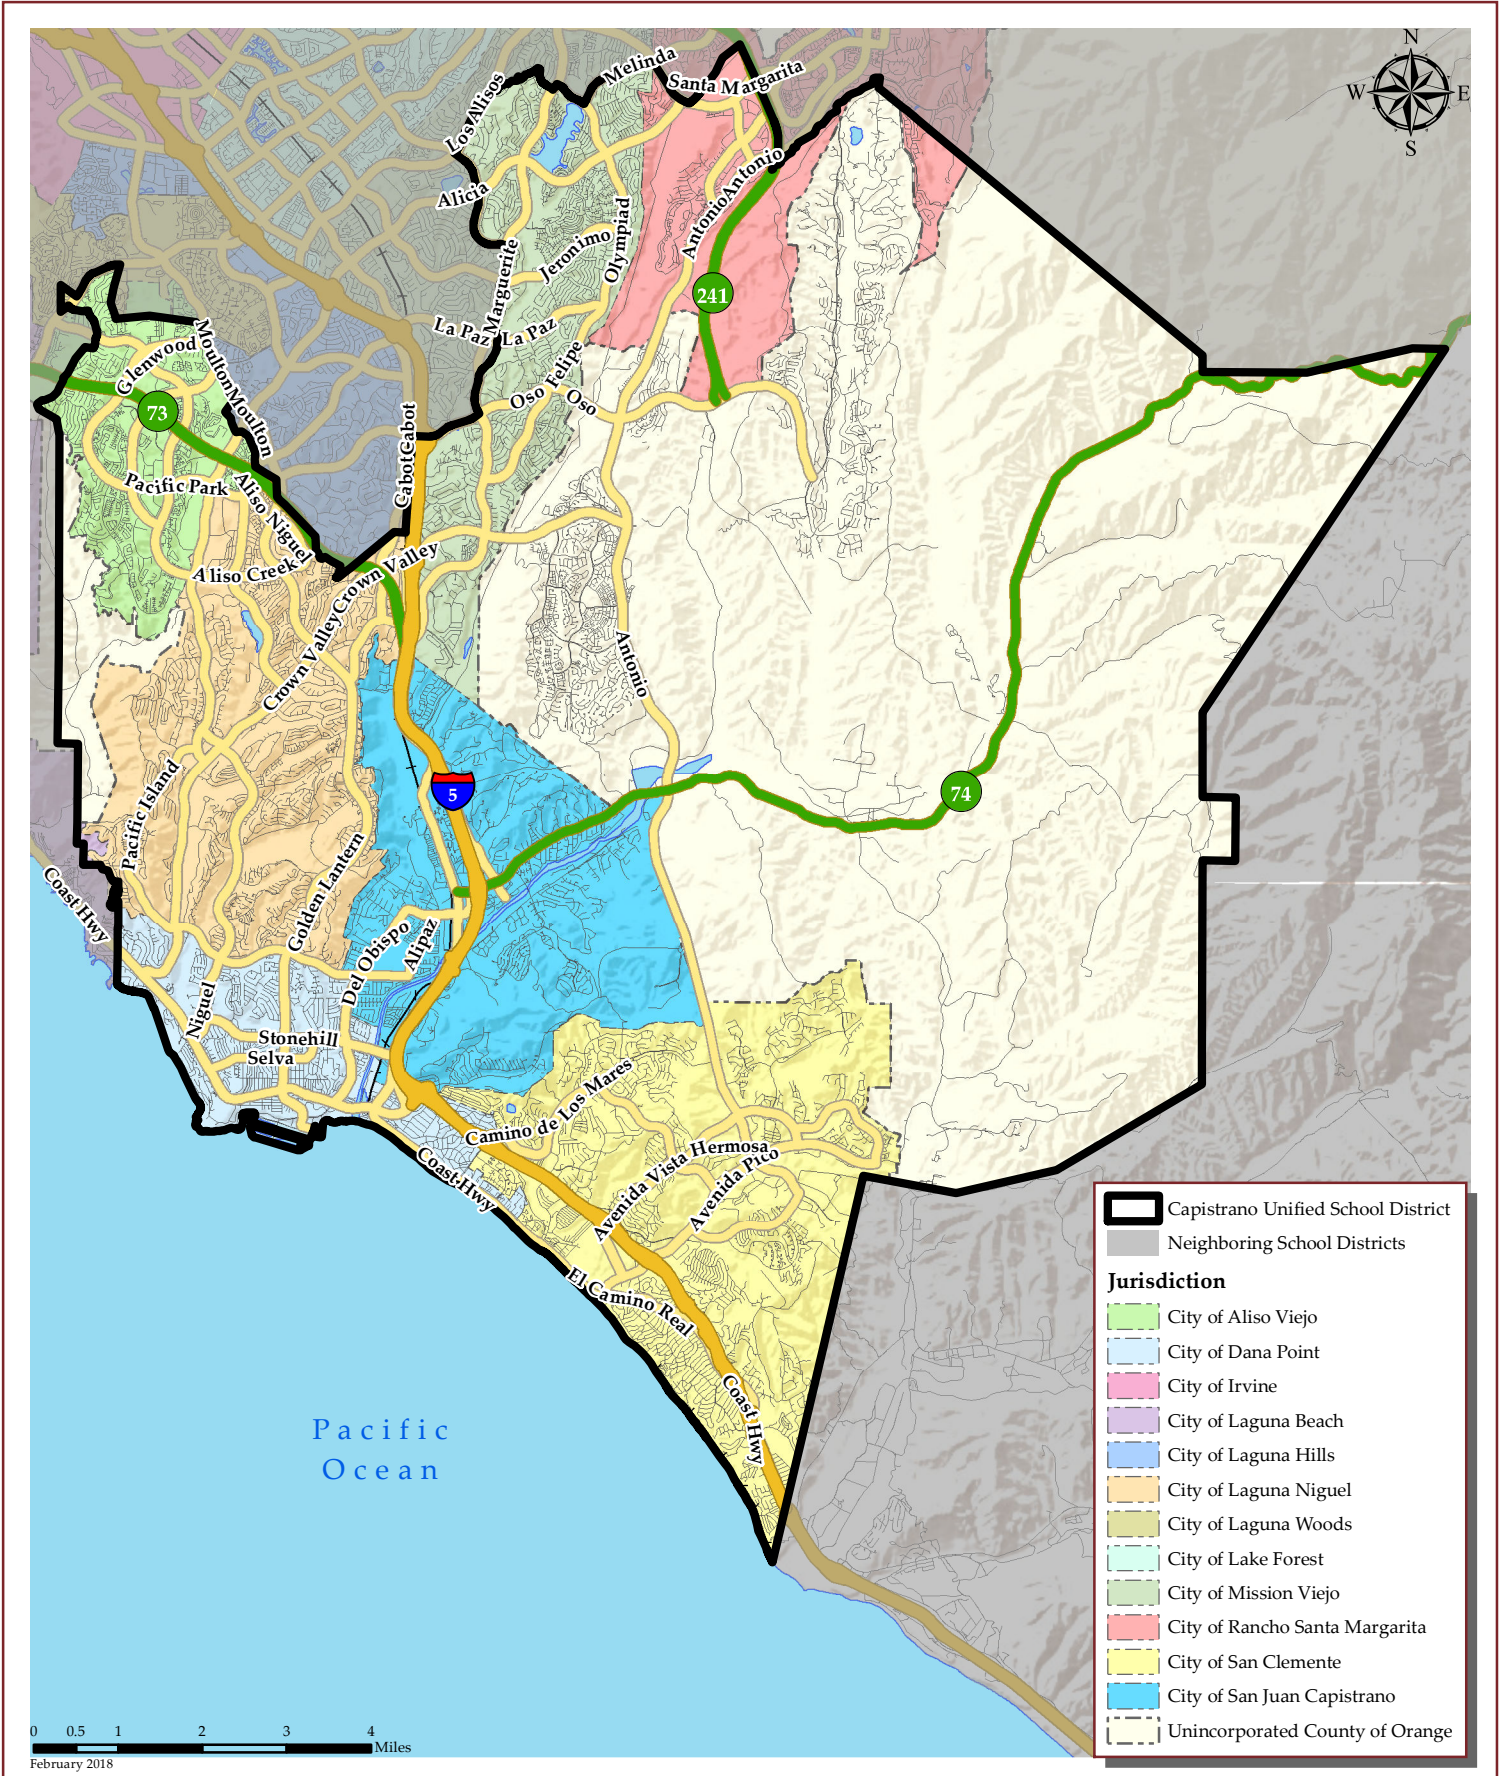 N
W
E
S
Melinda
Santa Margarita
Los Alisos
Alicia
Antonio
Antonio
Olympiad
Jeronimo
Marguerite
241
La Paz
La Paz
Moulton
Glenwood
Moulton
73
Felipe
Oso
Oso
Cabot
Cabot
Pacific Park
Aliso Niguel
Aliso Creek
Crown Valley
Crown Valley
Antonio
5
74
Pacific Island
Golden Lantern
Coast Hwy
Del Obispo
Alipaz
Niguel
Stonehill
Selva
Camino de Los Mares
Avenida Vista Hermosa
Avenida Pico
Coast Hwy
El Camino Real
Coast Hwy
Pacific
Ocean
Capistrano Unified School District
Neighboring School Districts
Jurisdiction
City of Aliso Viejo
City of Dana Point
City of Irvine
City of Laguna Beach
City of Laguna Hills
City of Laguna Niguel
City of Laguna Woods
City of Lake Forest
City of Mission Viejo
City of Rancho Santa Margarita
City of San Clemente
City of San Juan Capistrano
Unincorporated County of Orange
0 0.5 1 2 3 4
Miles
February 2018